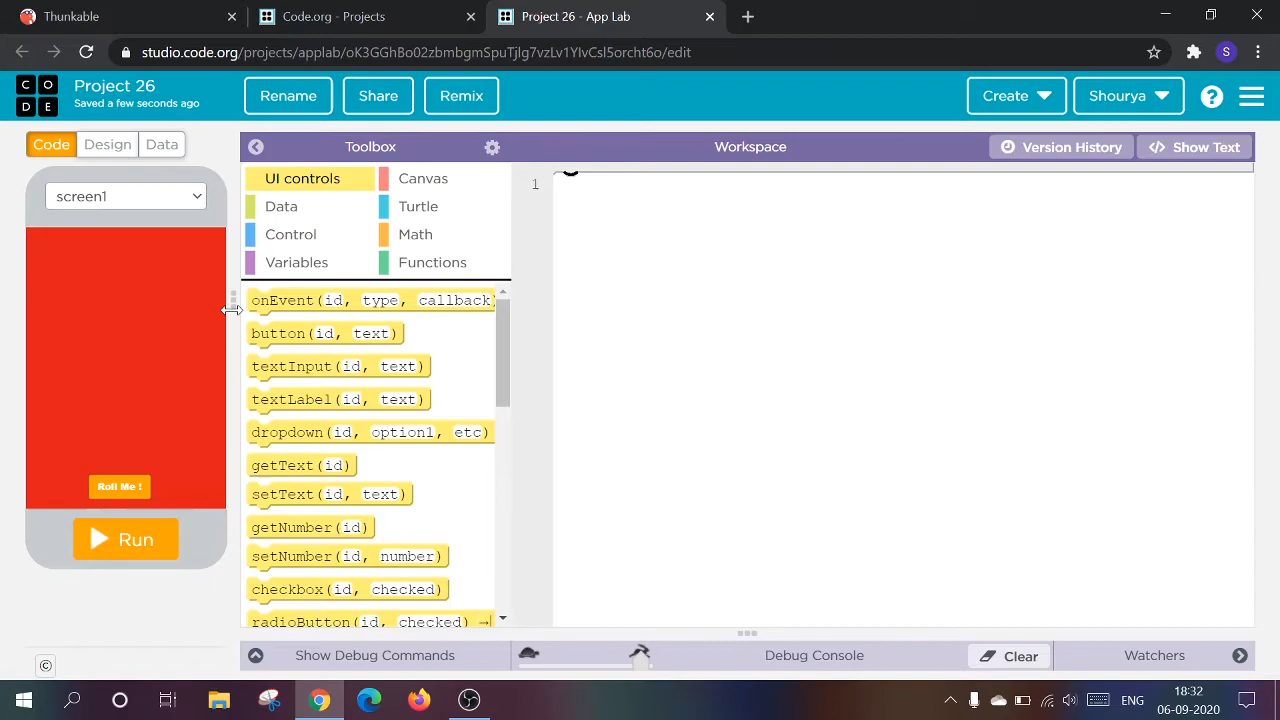 Thunkable
Code.org - Projects
Project 26 - App Lab
studio.code.org/projects/applab/oK3GGhBo02zbmbgmSpuTjlg7vzLv1YIvCsl5orcht6o/edit
S
CO
DE
Project 26
Saved a few seconds ago
Rename
Share
Remix
Create
Shourya
?
Code
Design
Data
Toolbox
Workspace
Version History
</> Show Text
screen1
UI controls
Canvas
Data
Turtle
Control
Math
Variables
Functions
1
onEvent(id, type, callback)
button(id, text)
textInput(id, text)
textLabel(id, text)
dropdown(id, option1, etc)
getText(id)
setText(id, text)
getNumber(id)
setNumber(id, number)
checkbox(id, checked)
radioButton(id, checked)
Roll Me !
Run
©
Show Debug Commands
Debug Console
Clear
Watchers
ENG
18:32
06-09-2020